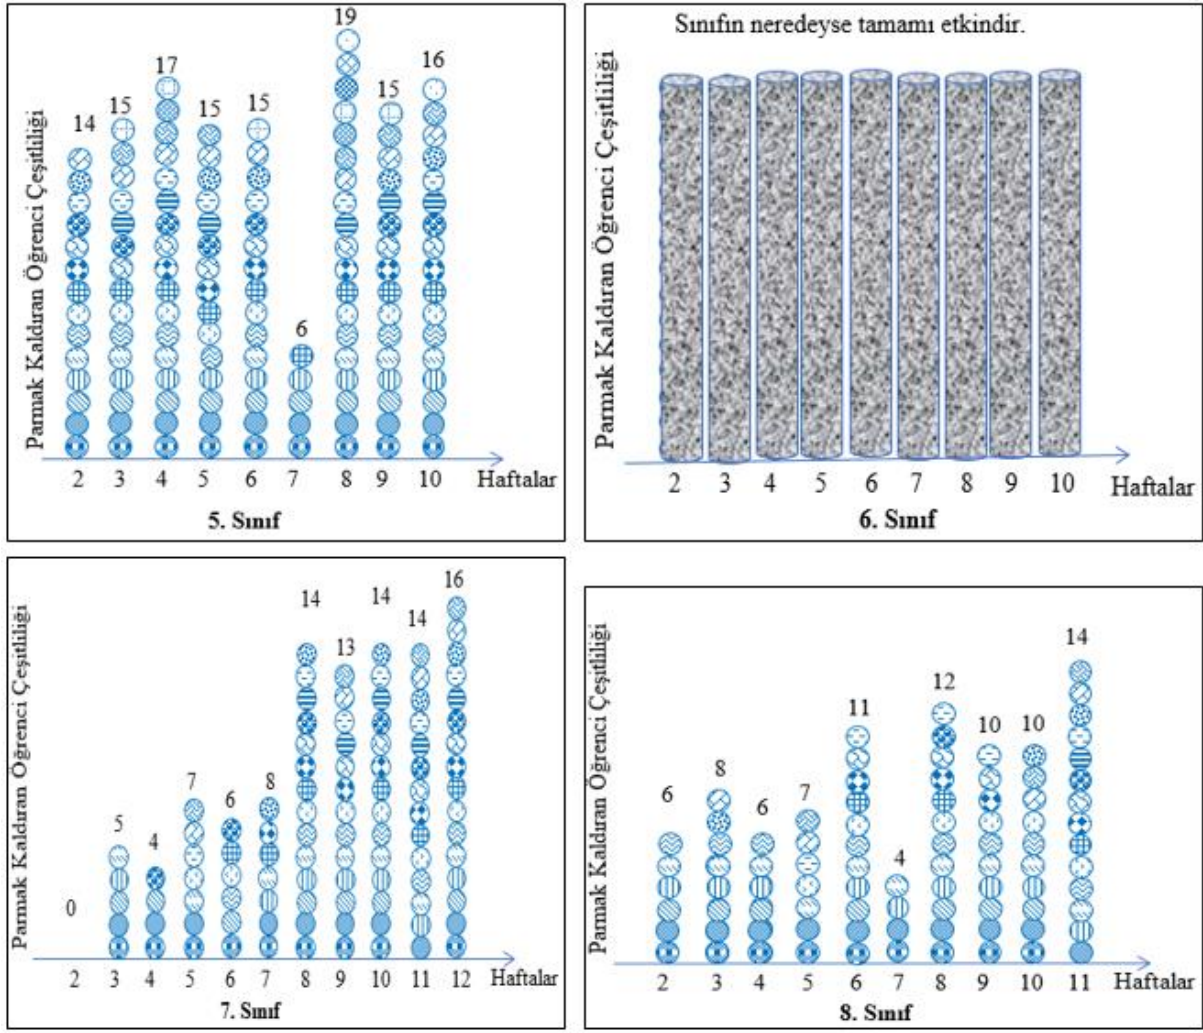 Parmak Kaldıran Öğrenci Çeşitliliği
14 15 17 15 15 6 19 15 16
2 3 4 5 6 7 8 9 10 Haftalar
5. Sınıf
Sınıfın neredeyse tamamı etkindir.
Parmak Kaldıran Öğrenci Çeşitliliği
2 3 4 5 6 7 8 9 10 Haftalar
6. Sınıf
Parmak Kaldıran Öğrenci Çeşitliliği
0 5 4 7 6 8 14 13 14 14 16
2 3 4 5 6 7 8 9 10 11 12 Haftalar
7. Sınıf
Parmak Kaldıran Öğrenci Çeşitliliği
6 8 6 7 11 4 12 10 10 14
2 3 4 5 6 7 8 9 10 11 Haftalar
8. Sınıf